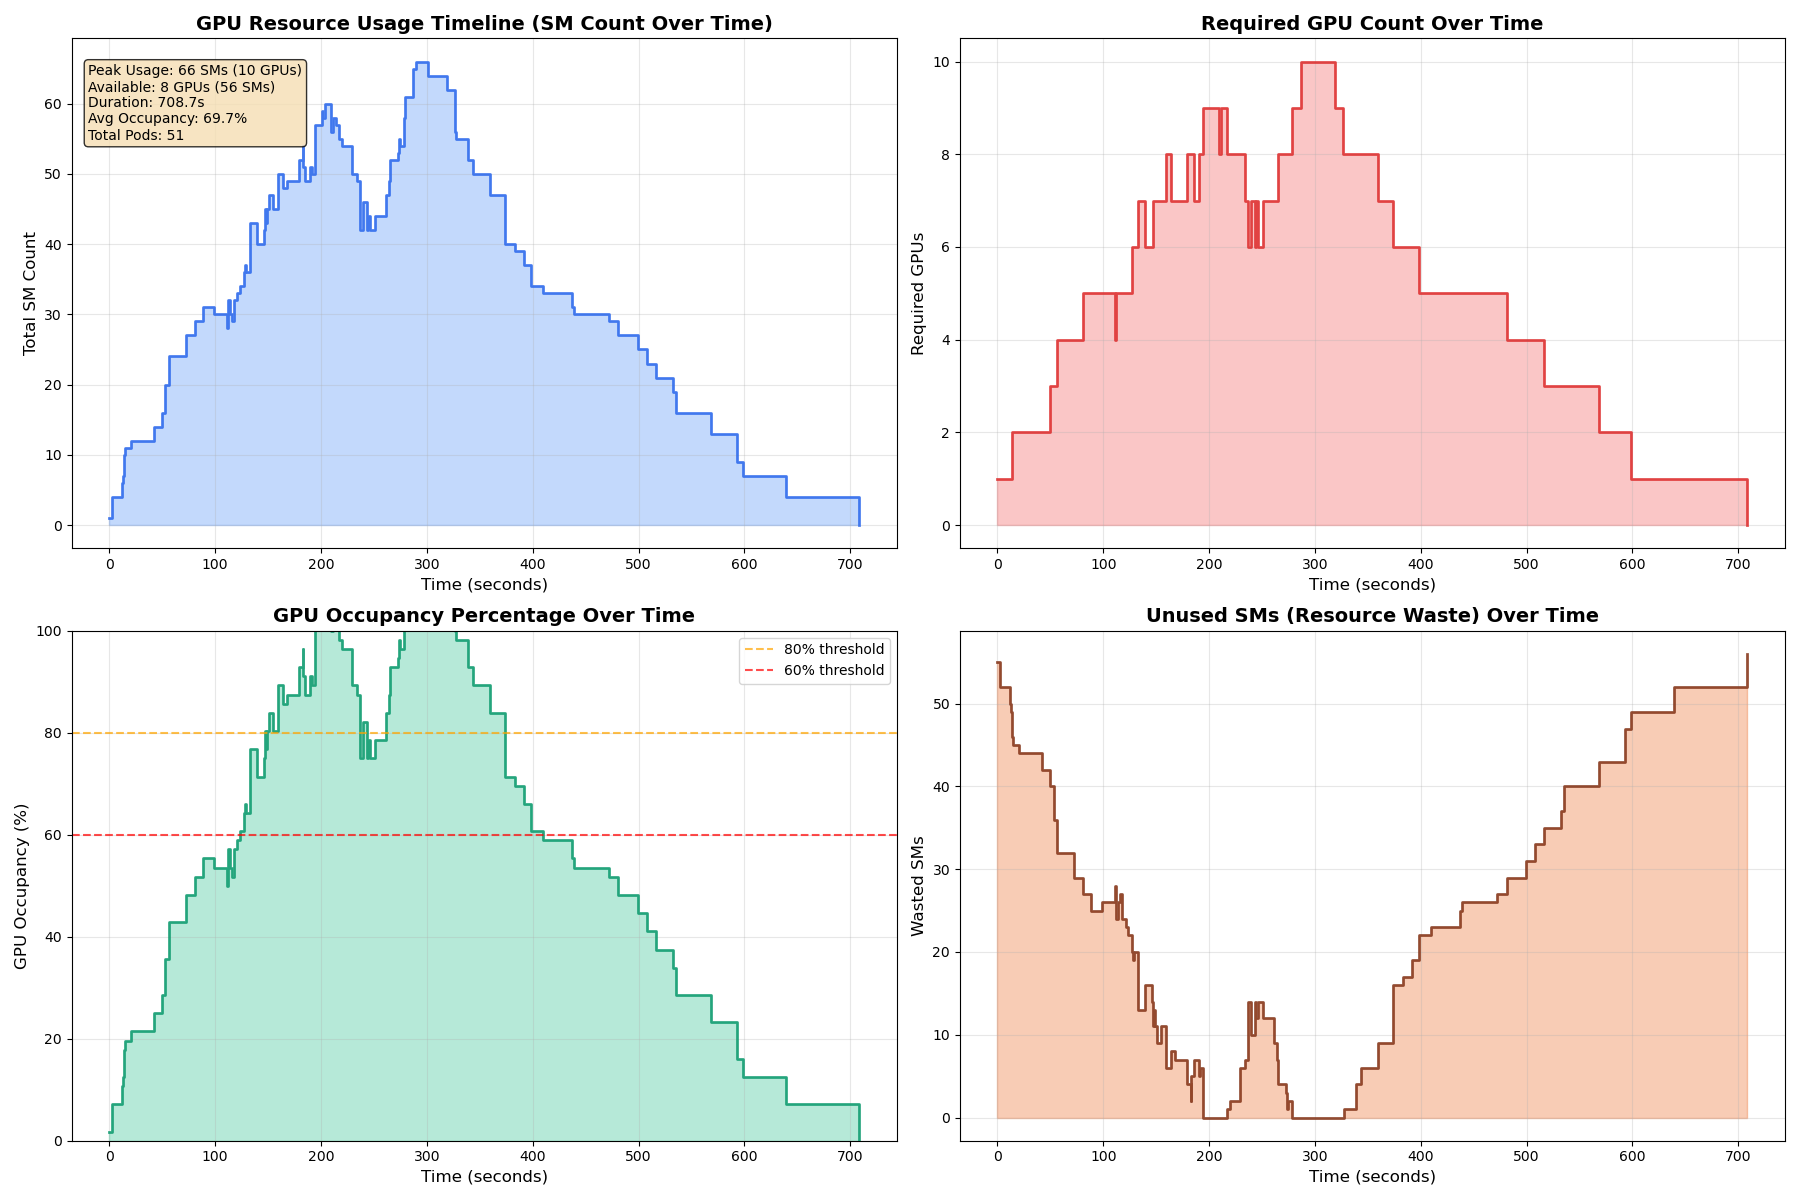 GPU Resource Usage Timeline (SM Count Over Time)
Peak Usage: 66 SMs (10 GPUs)
Available: 8 GPUs (56 SMs)
Duration: 708.7s
Avg Occupancy: 69.7%
Total Pods: 51
Total SM Count
60
50
40
30
20
10
0
0 100 200 300 400 500 600 700
Time (seconds)
Required GPU Count Over Time
Required GPUs
10
8
6
4
2
0
0 100 200 300 400 500 600 700
Time (seconds)
GPU Occupancy Percentage Over Time
80% threshold
60% threshold
GPU Occupancy (%)
100
80
60
40
20
0
0 100 200 300 400 500 600 700
Time (seconds)
Unused SMs (Resource Waste) Over Time
Wasted SMs
50
40
30
20
10
0
0 100 200 300 400 500 600 700
Time (seconds)